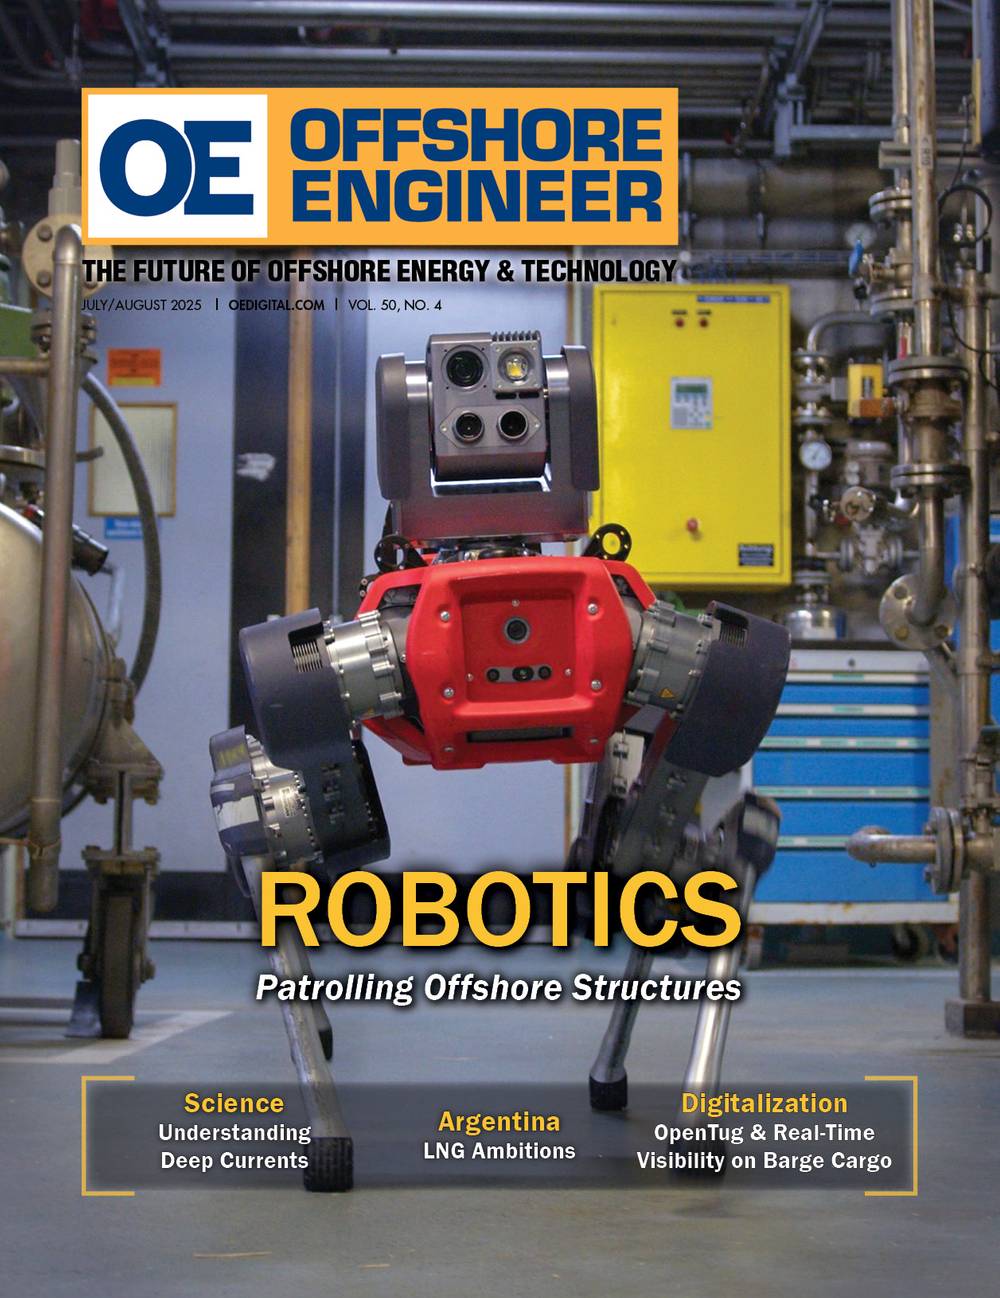 OE
OFFSHORE
ENGINEER
THE FUTURE OF OFFSHORE ENERGY & TECHNOLOGY
JULY/AUGUST 2025 | OEDIGITAL.COM | VOL. 50, NO. 4
ROBOTICS
Patrolling Offshore Structures
Science
Understanding
Deep Currents
Argentina
LNG Ambitions
Digitalization
OpenTug & Real-Time
Visibility on Barge Cargo